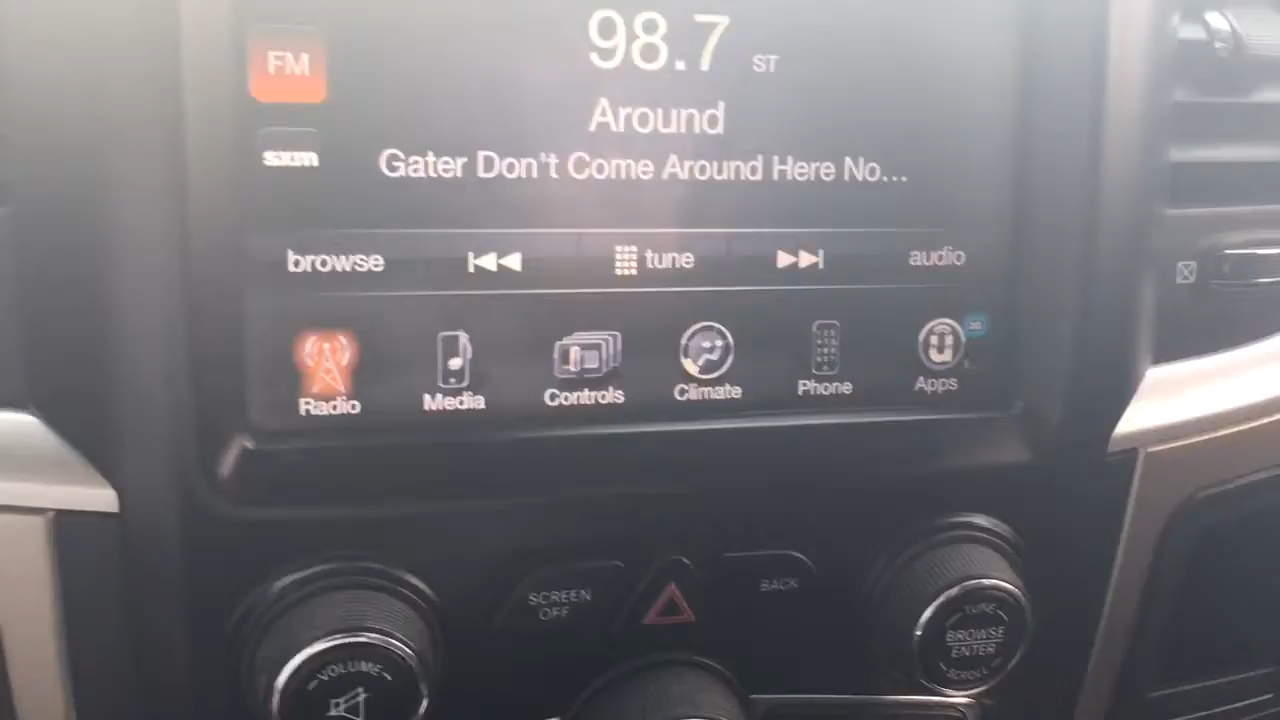 FM
98.7 ST
Around
sxm
Gater Don't Come Around Here No...
browse
tune
audio
Radio
Media
Controls
Climate
Phone
Apps
SCREEN
OFF
BACK
VOLUME
TUNE
BROWSE
ENTER
SCROLL